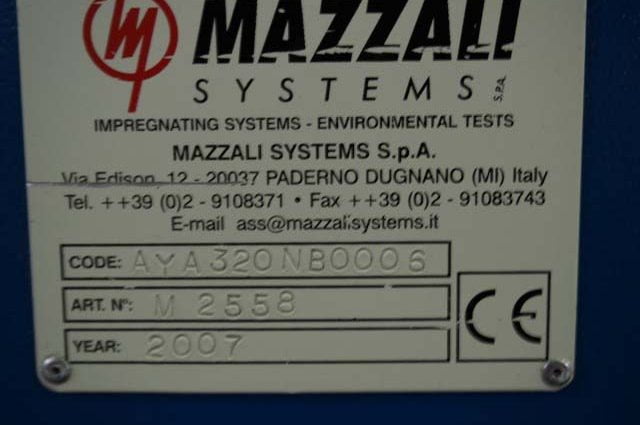 M MAZZALI
SYSTEMS S.P.A.
IMPREGNATING SYSTEMS - ENVIRONMENTAL TESTS
MAZZALI SYSTEMS S.p.A.
Via Edison, 12 - 20037 PADERNO DUGNANO (MI) Italy
Tel. ++39 (0)2 - 9108371 • Fax ++39 (0)2 - 91083743
E-mail ass@mazzalisystems.it
CODE: AYA320NB0006
ART. N°: M 2558
YEAR: 2007
CE